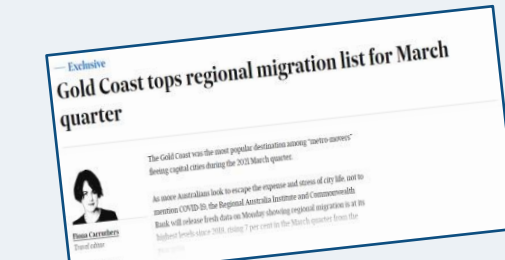 — Exclusive
Gold Coast tops regional migration list for March
quarter
The Gold Coast was the most popular destination among "metro-movers"
fleeing capital cities during the 2021 March quarter.
As more Australians look to escape the expense and stress of city life, not to
mention COVID-19, the Regional Australia Institute and Commonwealth
Bank will release fresh data on Monday showing regional migration is at its
highest levels since 2018, rising 7 per cent in the March quarter from the
Fiona Carruthers
Travel editor